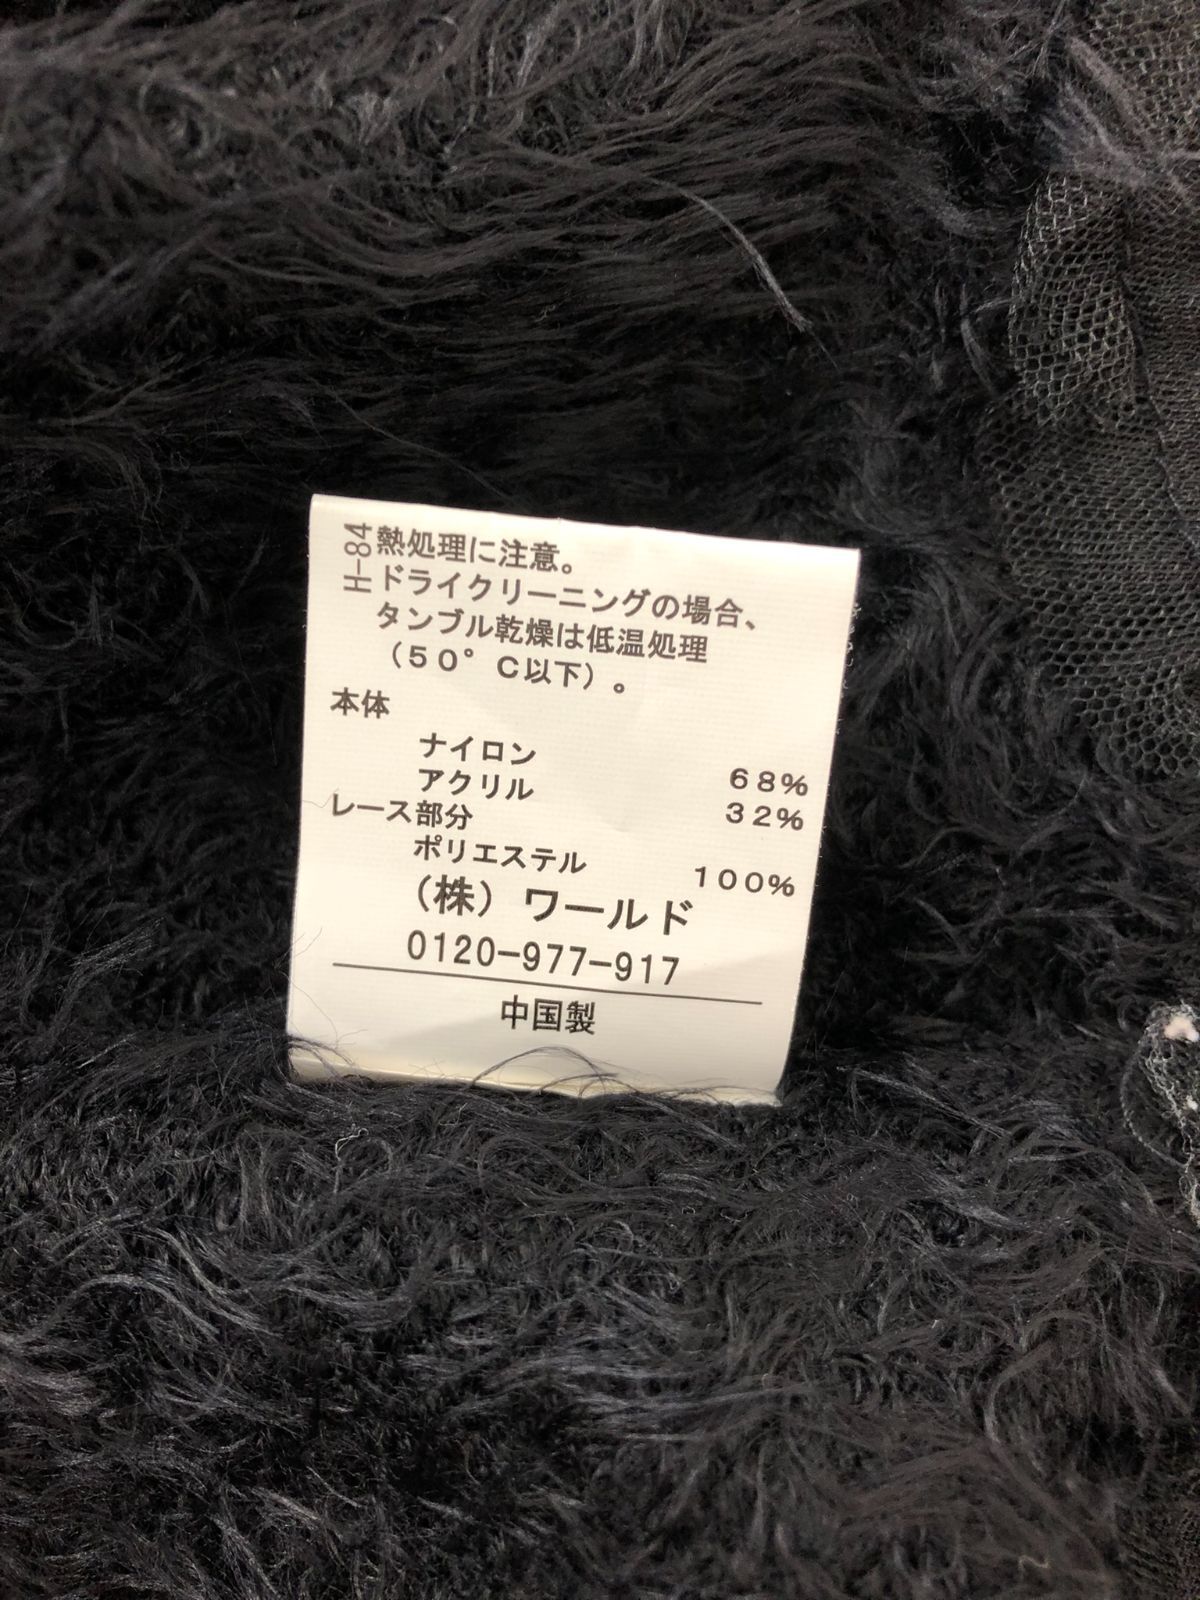 H-84
熱処理に注意。
ドライクリーニングの場合、
タンブル乾燥は低温処理
（50°C以下）。
本体
ナイロン 68%
アクリル 32%
レース部分
ポリエステル 100%
（株）ワールド
0120-977-917
中国製